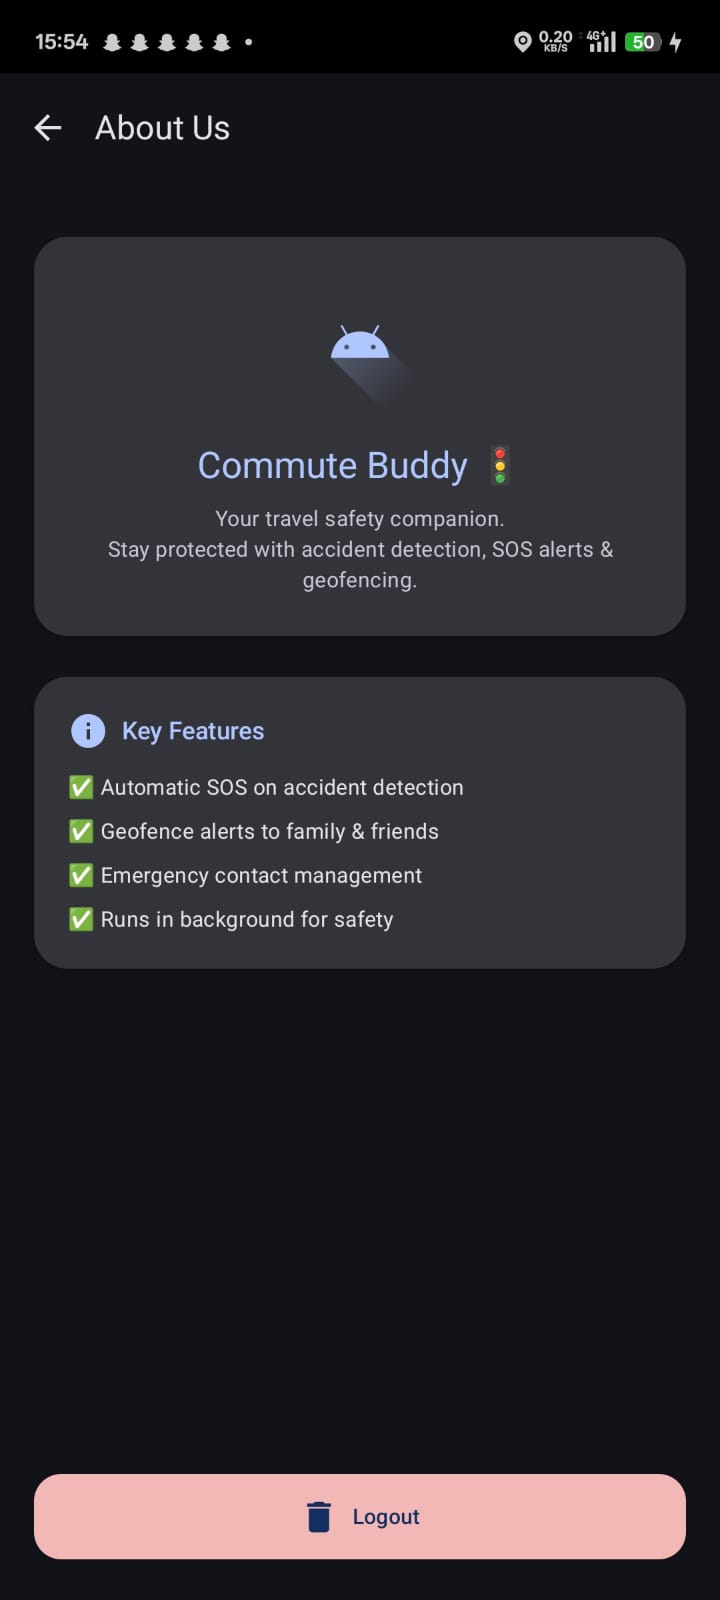 15:54 0.20 KB/S 4G+ 50
About Us
Commute Buddy 🚦
Your travel safety companion.
Stay protected with accident detection, SOS alerts &
geofencing.
Key Features
✅ Automatic SOS on accident detection
✅ Geofence alerts to family & friends
✅ Emergency contact management
✅ Runs in background for safety
Logout